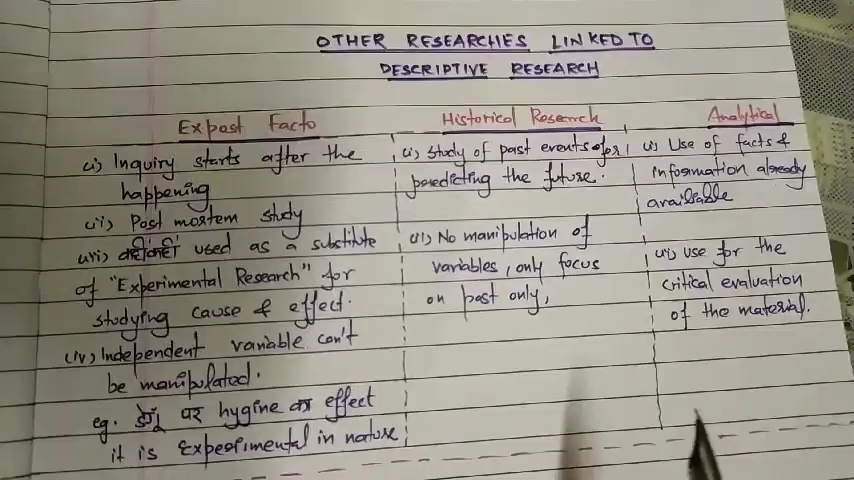 OTHER RESEARCHES LINKED TO
DESCRIPTIVE RESEARCH
Expost Facto
(i) Inquiry starts after the
happening
(ii) Post mortem study
(iii) कहीं-कहीं used as a substitute
of "Experimental Research" for
studying cause & effect.
(iv) Independent variable can't
be manipulated.
eg. डेंगू पर hygine का effect
it is Experimental in nature
Historical Research
(i) Study of past events for
predicting the future.
(ii) No manipulation of
variables, only focus
on past only,
Analytical
(i) Use of facts &
information already
available
(ii) use for the
critical evaluation
of the material.